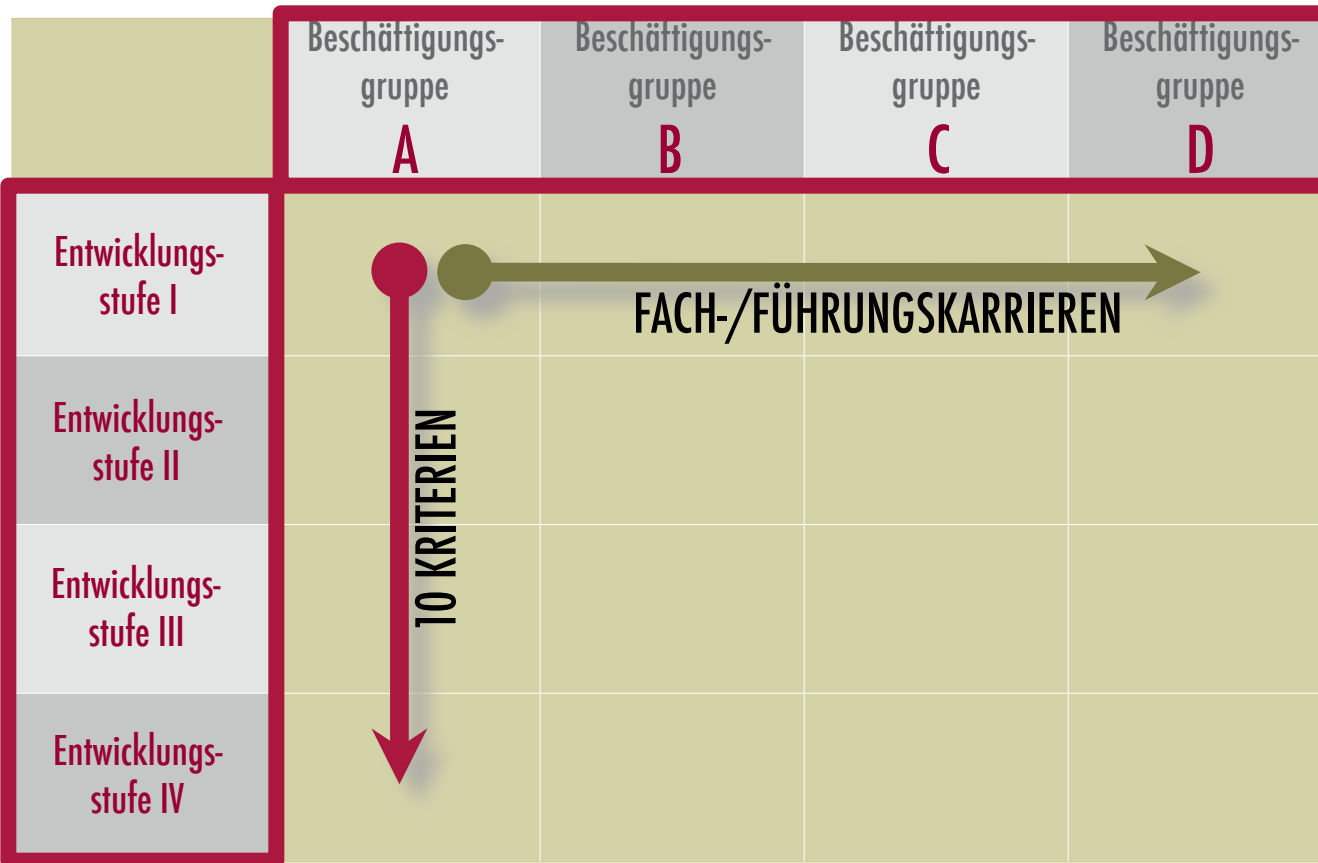 Beschäftigungs-
gruppe
A
Beschäftigungs-
gruppe
B
Beschäftigungs-
gruppe
C
Beschäftigungs-
gruppe
D
Entwicklungs-
stufe I
FACH-/FÜHRUNGSKARRIEREN
Entwicklungs-
stufe II
10 KRITERIEN
Entwicklungs-
stufe III
Entwicklungs-
stufe IV